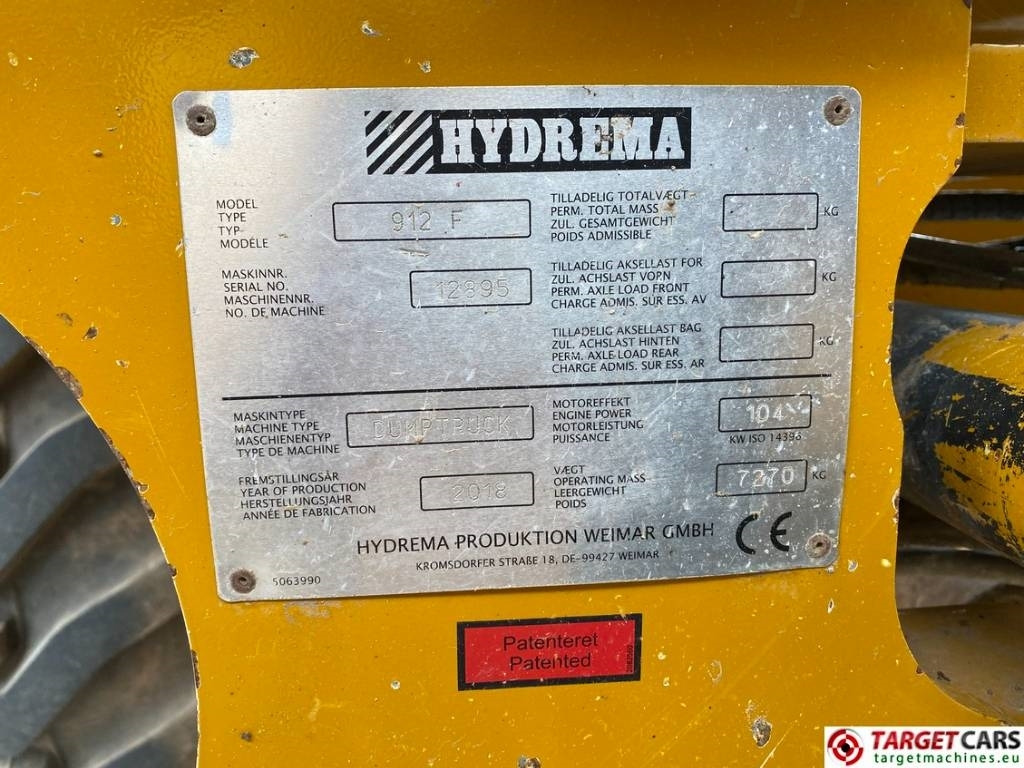 HYDREMA
MODEL
TYPE
TYP
MODÉLE
912 F
MASKINNR.
SERIAL NO.
MASCHINENNR.
NO. DE MACHINE
12895
TILLADELIG TOTALVÆGT
PERM. TOTAL MASS
ZUL. GESAMTGEWICHT
POIDS ADMISSIBLE
KG
TILLADELIG AKSELLAST FOR
ZUL. ACHSLAST VORN
PERM. AXLE LOAD FRONT
CHARGE ADMIS. SUR ESS. AV
KG
TILLADELIG AKSELLAST BAG
ZUL. ACHSLAST HINTEN
PERM. AXLE LOAD REAR
CHARGE ADMIS. SUR ESS. AR
KG
MASKINTYPE
MACHINE TYPE
MASCHIENENTYP
TYPE DE MACHINE
DUMPTRUCK
MOTOREFFEKT
ENGINE POWER
MOTORLEISTUNG
PUISSANCE
104
KW ISO 14396
FREMSTILLINGSÅR
YEAR OF PRODUCTION
HERSTELLUNGSJAHR
ANNÉE DE FABRICATION
2018
VÆGT
OPERATING MASS
LEERGEWICHT
POIDS
7270 KG
HYDREMA PRODUKTION WEIMAR GMBH CE
KROMSDORFER STRAßE 18, DE-99427 WEIMAR
5063990
Patenteret
Patented
TARGETCARS
targetmachines.eu